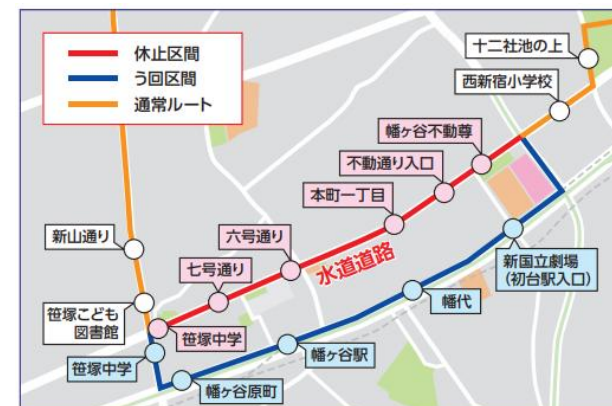 休止区間
う回区間
通常ルート
十二社池の上
西新宿小学校
幡ヶ谷不動尊
不動通り入口
本町一丁目
六号通り
七号通り
水道道路
新山通り
笹塚こども
図書館
笹塚中学
笹塚中学
幡ヶ谷原町
幡ヶ谷駅
幡代
新国立劇場
(初台駅入口)